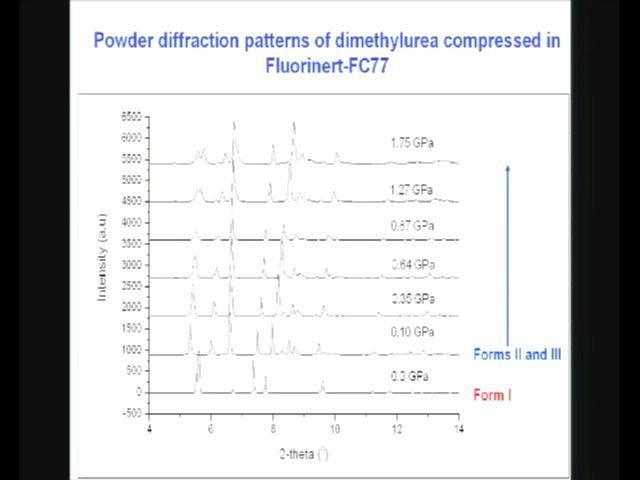 Powder diffraction patterns of dimethylurea compressed in
Fluorinert-FC77
6500
6000
5500
5000
4500
4000
3500
3000
2500
2000
1500
1000
500
0
-500
Intensity (a.u)
1.75 GPa
1.27 GPa
0.87 GPa
0.64 GPa
0.35 GPa
0.10 GPa
0.0 GPa
Forms II and III
Form I
4 6 8 10 12 14
2-theta (°)